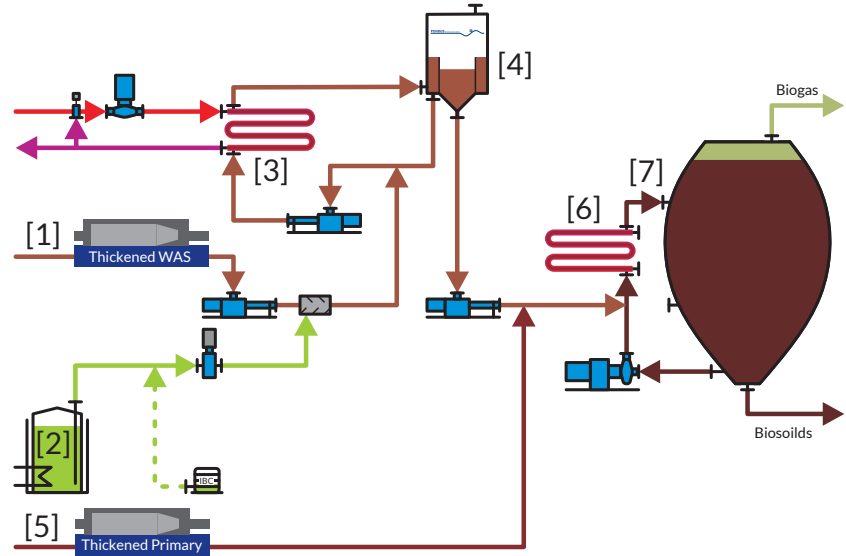 [4]
Biogas
[3]
[7]
[6]
[1]
Thickened WAS
[2]
Biosoilds
IBC
[5]
Thickened Primary